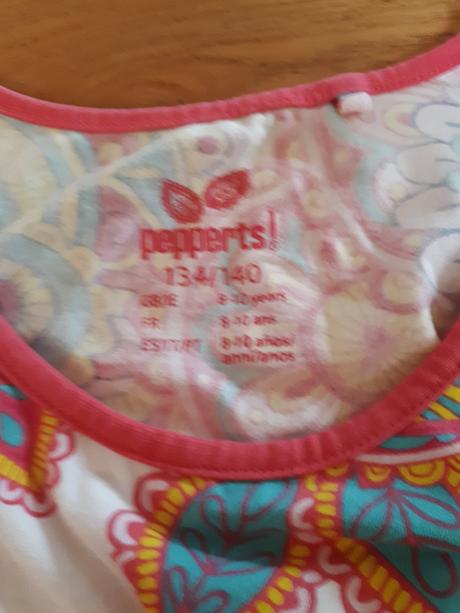 pepperts!
134/140
GB/IE 8-10 years
FR 8-10 ans
ES/IT/PT 8-10 años/
anni/anos